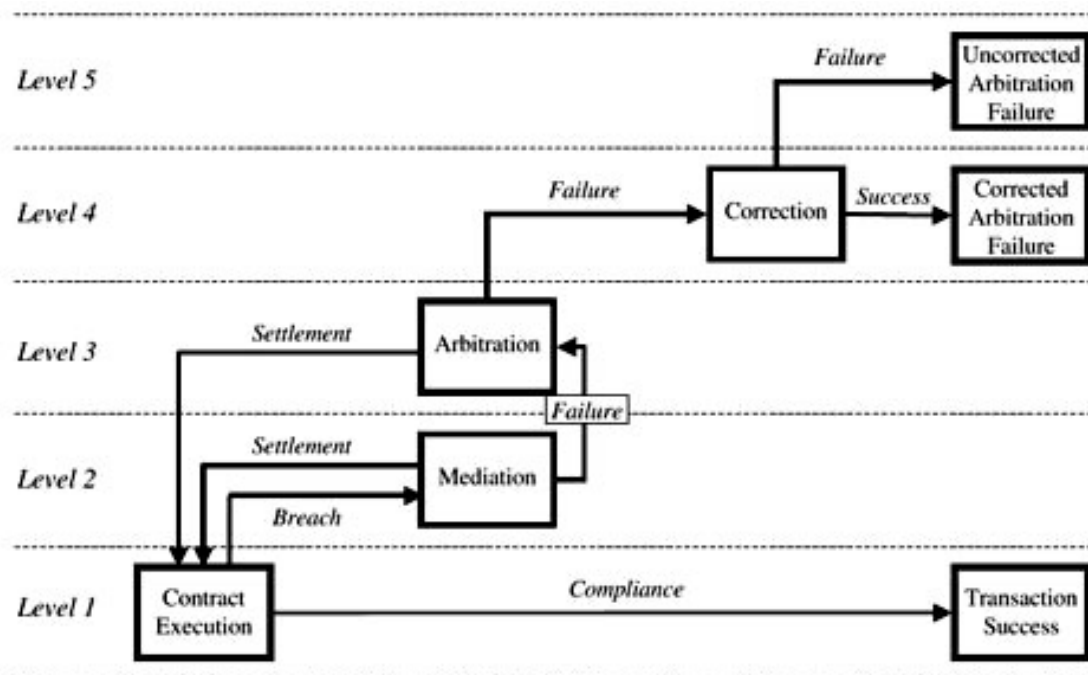 Level 5
Failure
Uncorrected
Arbitration
Failure
Level 4
Failure
Correction
Success
Corrected
Arbitration
Failure
Level 3
Settlement
Arbitration
Failure
Level 2
Settlement
Mediation
Breach
Level 1
Contract
Execution
Compliance
Transaction
Success